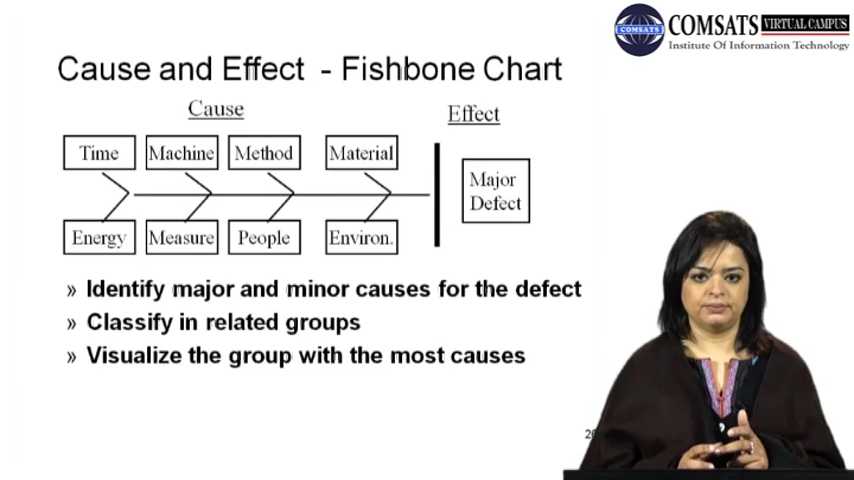 COMSATS VIRTUAL CAMPUS
COMSATS
Institute Of Information Technology
Cause and Effect - Fishbone Chart
Cause
Effect
Time Machine Method Material
Major
Defect
Energy Measure People Environ.
» Identify major and minor causes for the defect
» Classify in related groups
» Visualize the group with the most causes